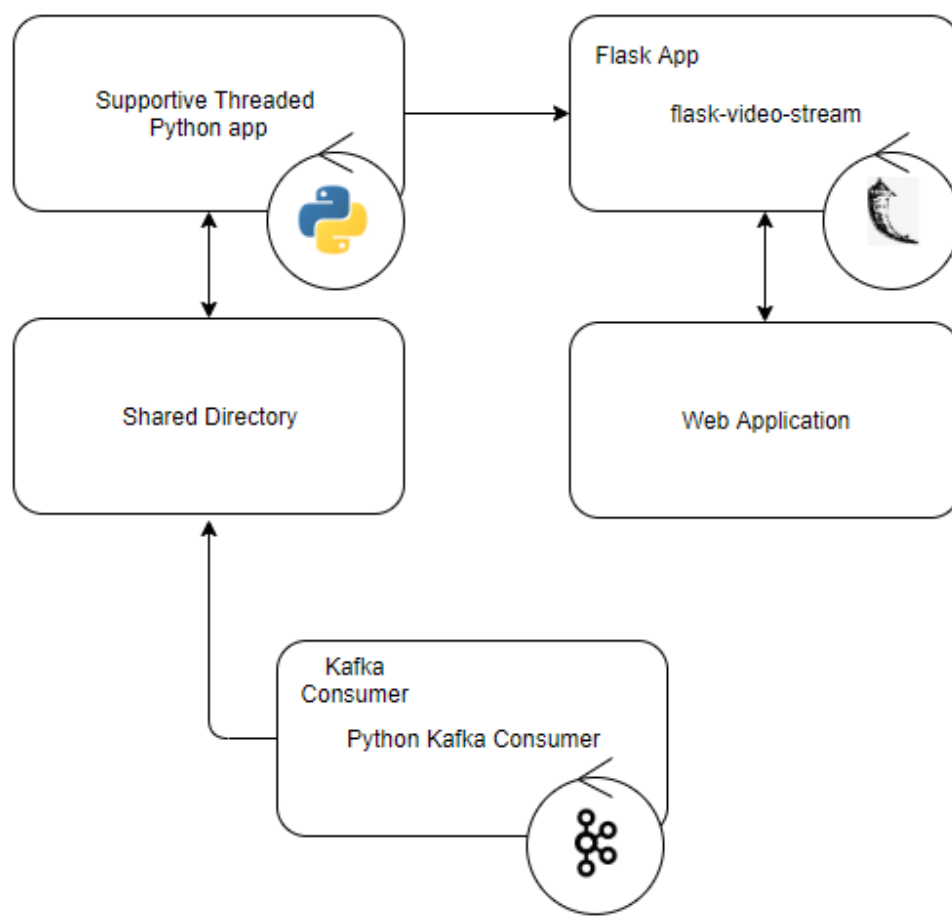 Supportive Threaded
Python app
Flask App
flask-video-stream
Shared Directory
Web Application
Kafka
Consumer
Python Kafka Consumer